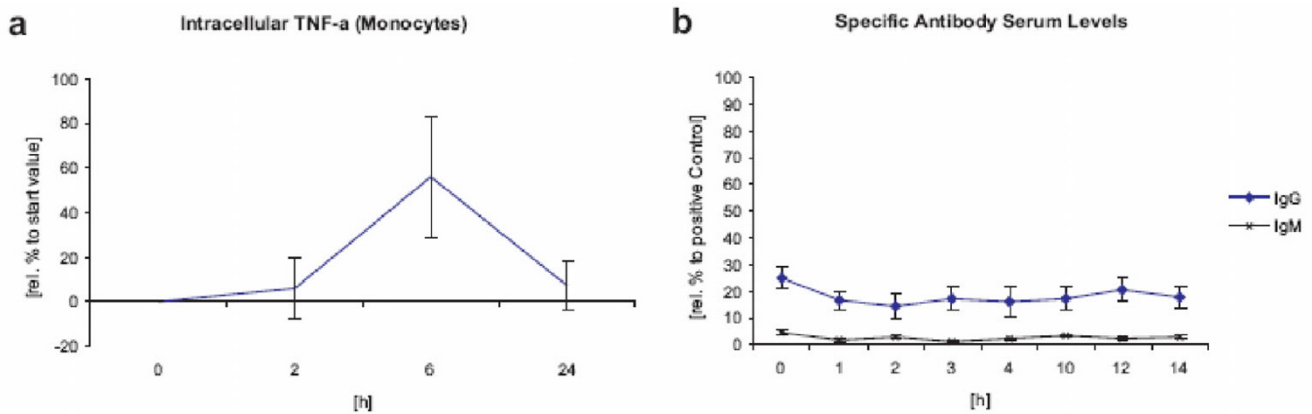 a
Intracellular TNF-a (Monocytes)
[rel. % to start value]
100
80
60
40
20
0
-20
0 2 6 24
[h]
b
Specific Antibody Serum Levels
[rel. % to positive Control]
100
90
80
70
60
50
40
30
20
10
0
0 1 2 3 4 10 12 14
[h]
IgG
IgM